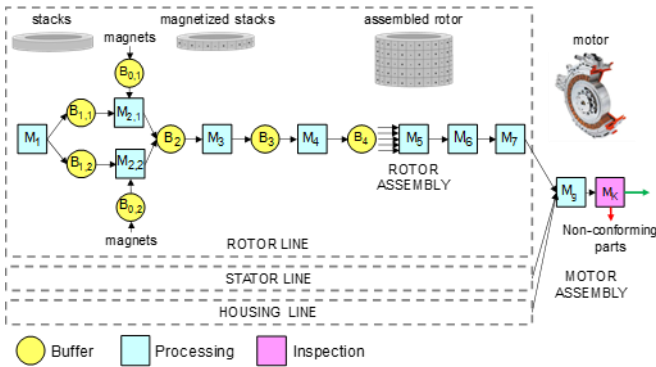 stacks
magnetized stacks
assembled rotor
magnets
motor
B0,1
B1,1
M2,1
M1
B2
M3
B3
M4
B4
M5
M6
M7
B1,2
M2,2
ROTOR
ASSEMBLY
B0,2
magnets
Mg
MK
Non-conforming
parts
ROTOR LINE
STATOR LINE
MOTOR
ASSEMBLY
HOUSING LINE
Buffer
Processing
Inspection